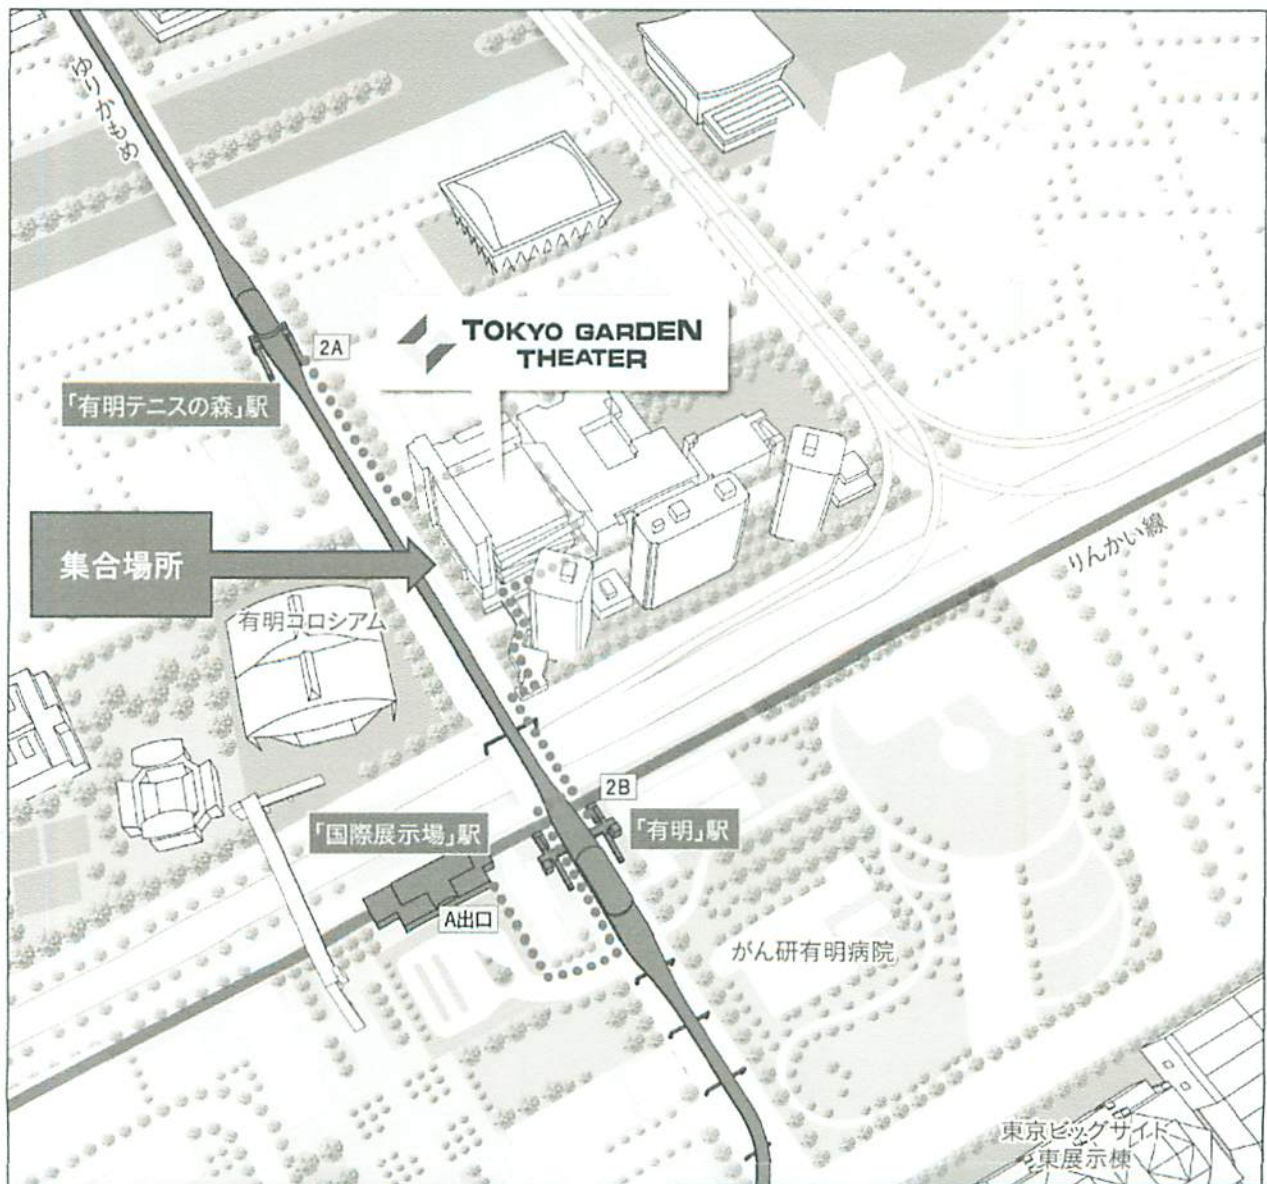 ゆりかもめ
2A
TOKYO GARDEN
THEATER
「有明テニスの森」駅
集合場所
りんかい線
有明コロシアム
2B
「国際展示場」駅
「有明」駅
A出口
がん研有明病院
東京ビッグサイト
東展示棟